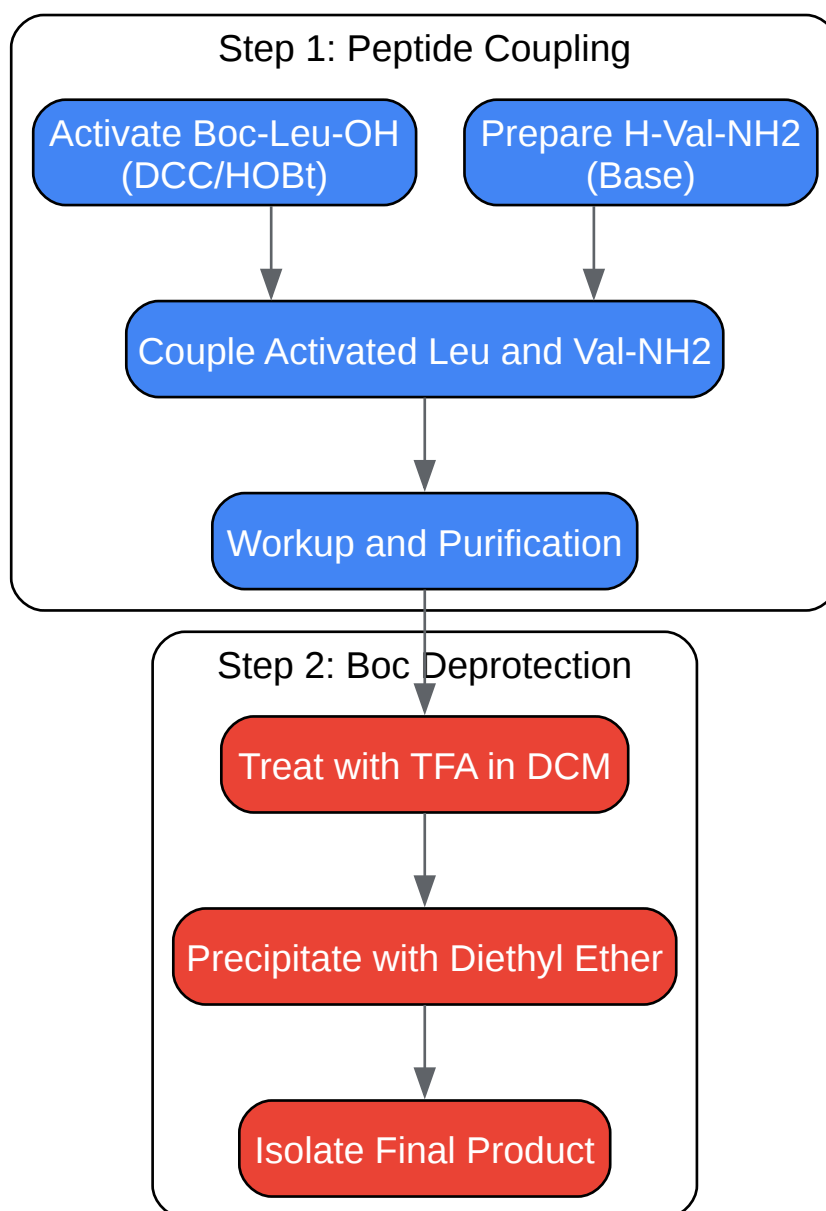 Step 1: Peptide Coupling
Activate Boc-Leu-OH
(DCC/HOBt)
Prepare H-Val-NH2
(Base)
Couple Activated Leu and Val-NH2
Workup and Purification
Step 2: Boc Deprotection
Treat with TFA in DCM
Precipitate with Diethyl Ether
Isolate Final Product